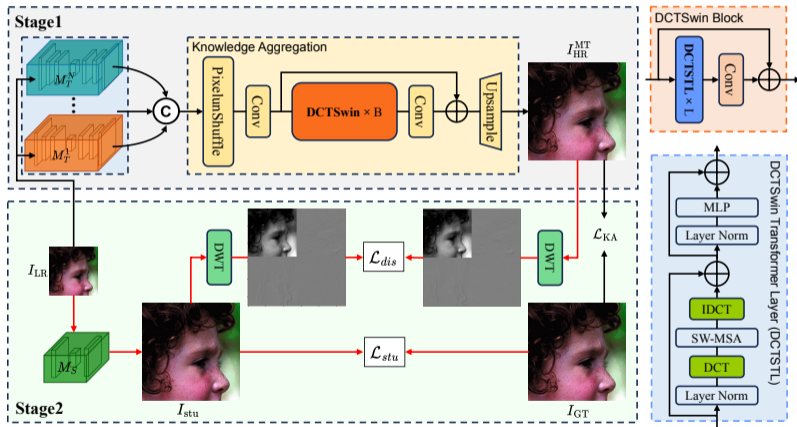 Stage1
M_T^N
M_T^1
C
Knowledge Aggregation
PixelunShuffle
Conv
DCTSwin × B
Conv
Upsample
I_HR^MT
DCTSwin Block
DCTSTL × L
Conv
I_LR
M_S
DWT
ℒ_dis
DWT
ℒ_KA
I_stu
ℒ_stu
I_GT
Stage2
MLP
Layer Norm
IDCT
SW-MSA
DCT
Layer Norm
DCTSwin Transformer Layer (DCTSTL)